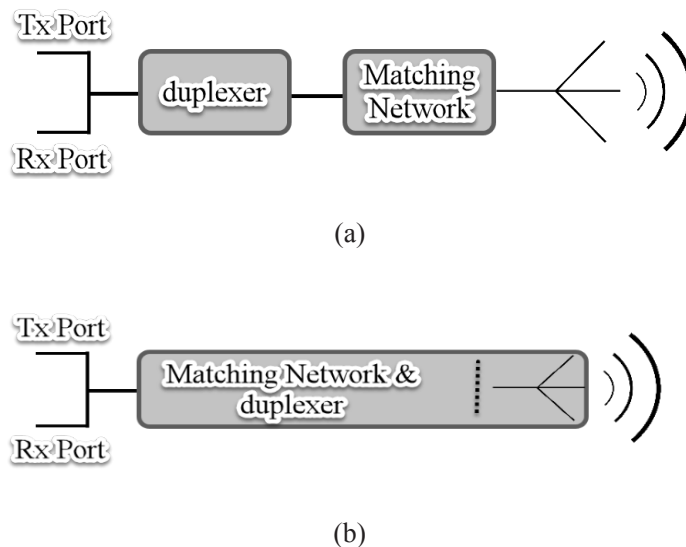 Tx Port
duplexer
Matching
Network
Rx Port
(a)
Tx Port
Matching Network &
duplexer
Rx Port
(b)